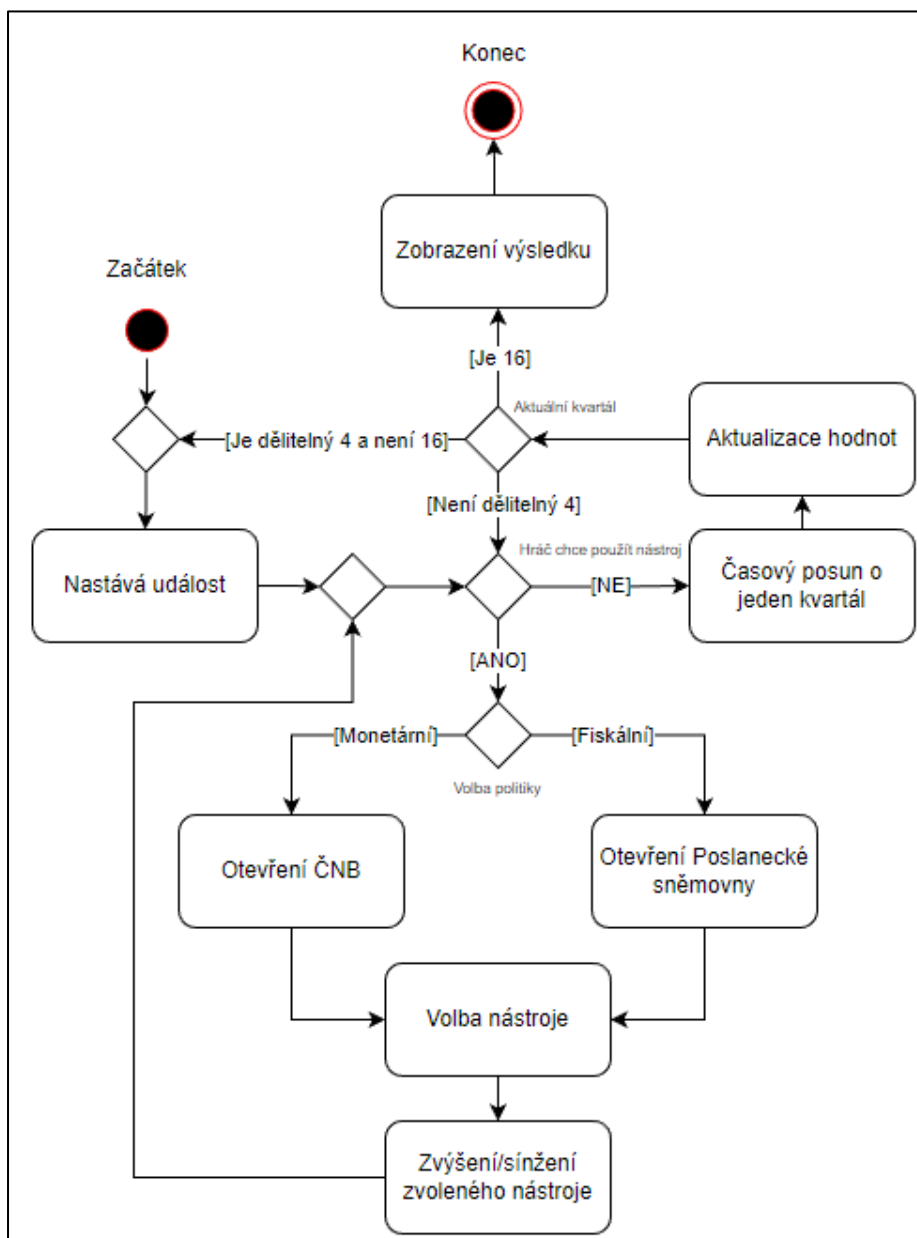 Konec
Zobrazení výsledku
Začátek
[Je 16]
Aktuální kvartál
Aktualizace hodnot
[Je dělitelný 4 a není 16]
[Není dělitelný 4]
Hráč chce použít nástroj
Nastává událost
[NE]
Časový posun o
jeden kvartál
[ANO]
[Monetární]
[Fiskální]
Volba politiky
Otevření ČNB
Otevření Poslanecké
sněmovny
Volba nástroje
Zvýšení/sínžení
zvoleného nástroje